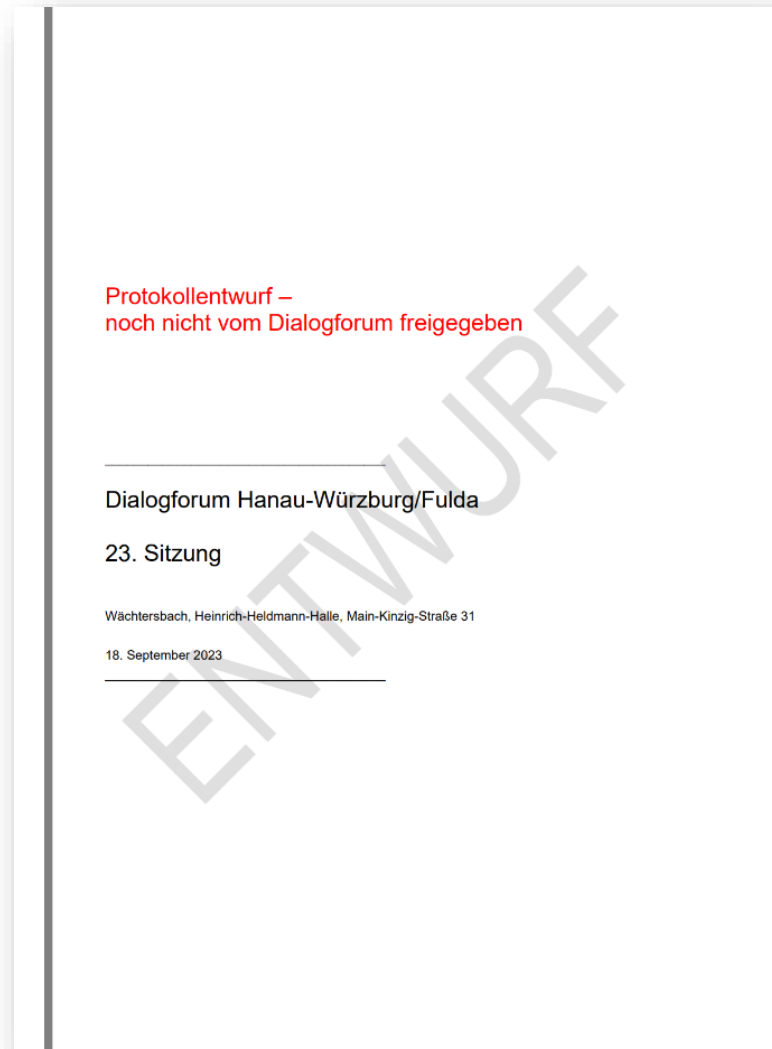 Protokollentwurf –
noch nicht vom Dialogforum freigegeben
ENTWURF
Dialogforum Hanau-Würzburg/Fulda
23. Sitzung
Wächtersbach, Heinrich-Heldmann-Halle, Main-Kinzig-Straße 31
18. September 2023